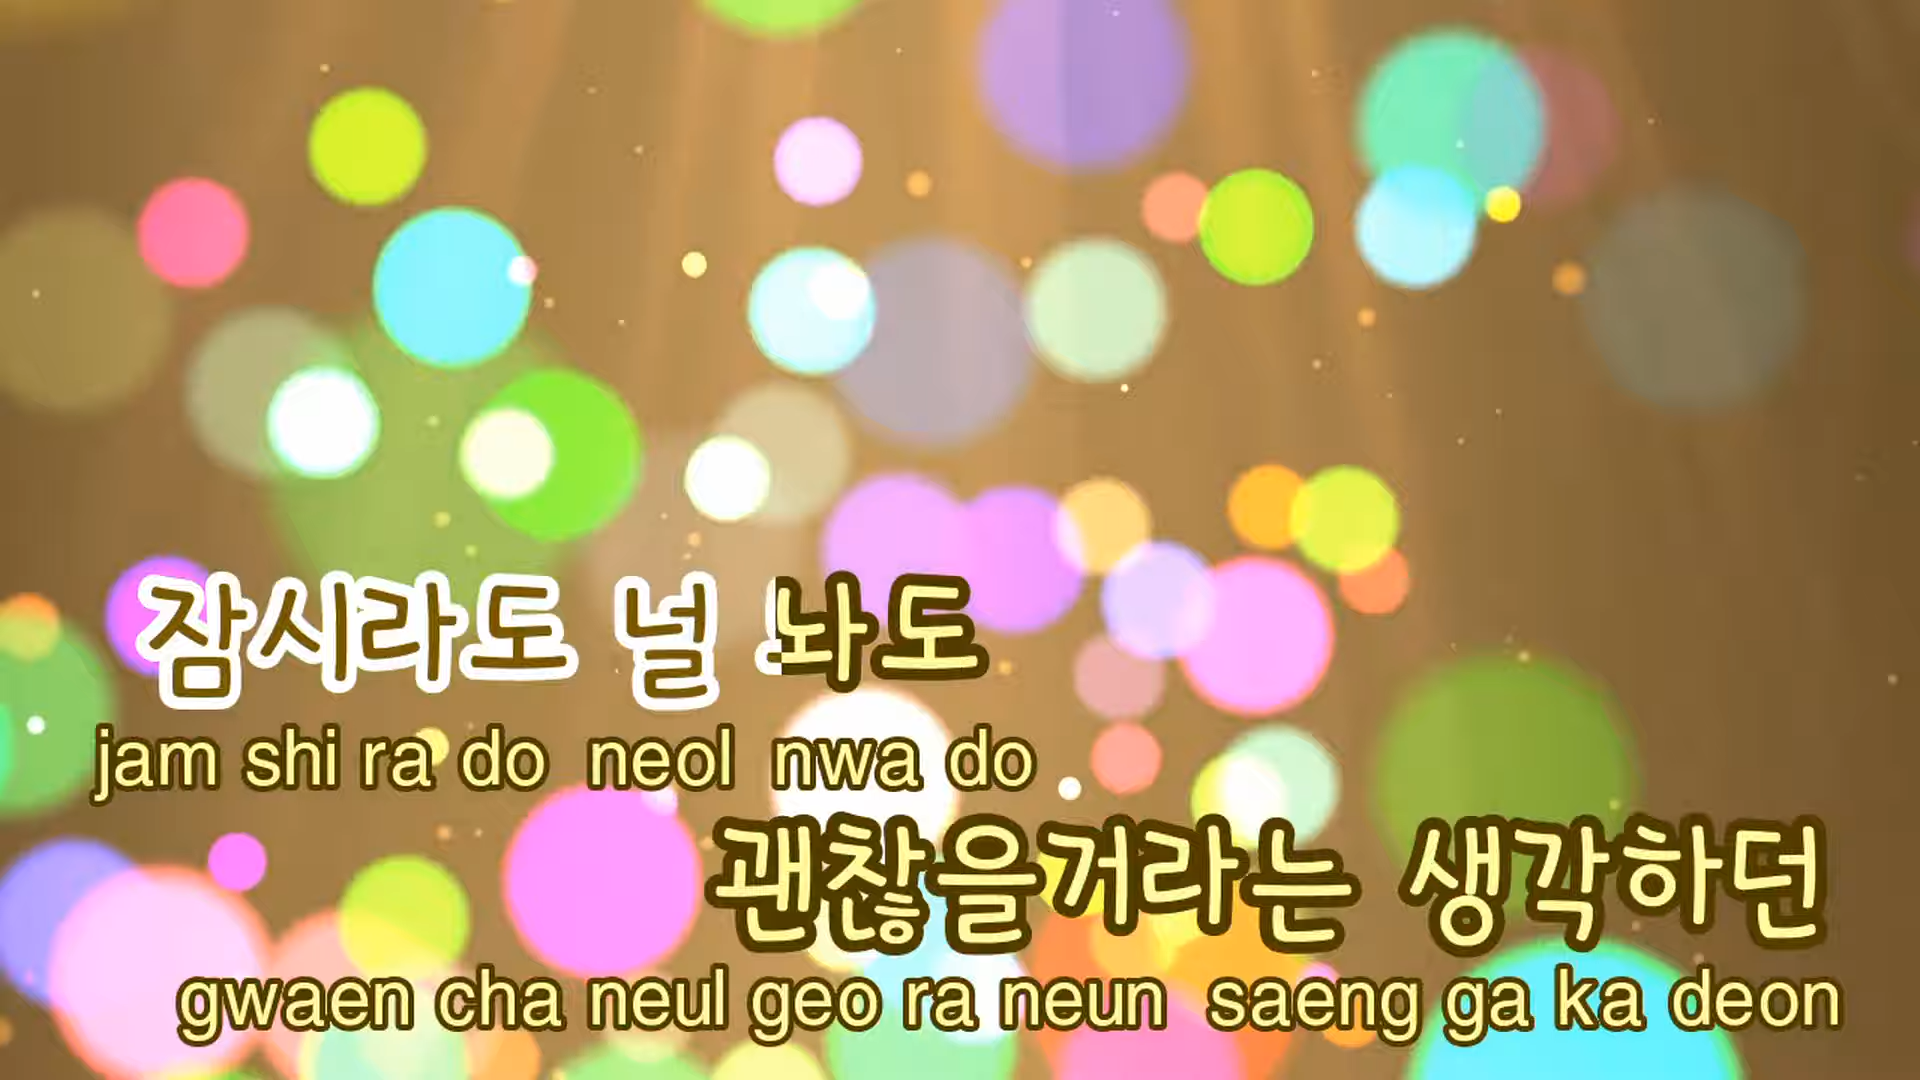 잠시라도 널 놔도
jam shi ra do neol nwa do
괜찮을거라는 생각하던
gwaen cha neul geo ra neun saeng ga ka deon